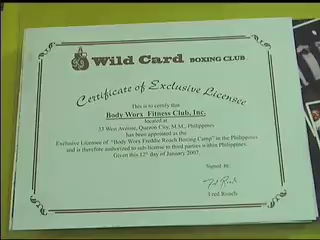 Wild Card BOXING CLUB
Certificate of Exclusive Licensee
This is to certify that
Body Worx Fitness Club, Inc.
located at
33 West Avenue, Quezon City, M.M., Philippines
has been appointed as the
Exclusive Licensee of "Body Worx Freddie Roach Boxing Camp" in the Philippines
and is therefore authorized to sub-license to third parties within Philippines
Given this 12th day of January 2007.
Signed by:
Fred Roach